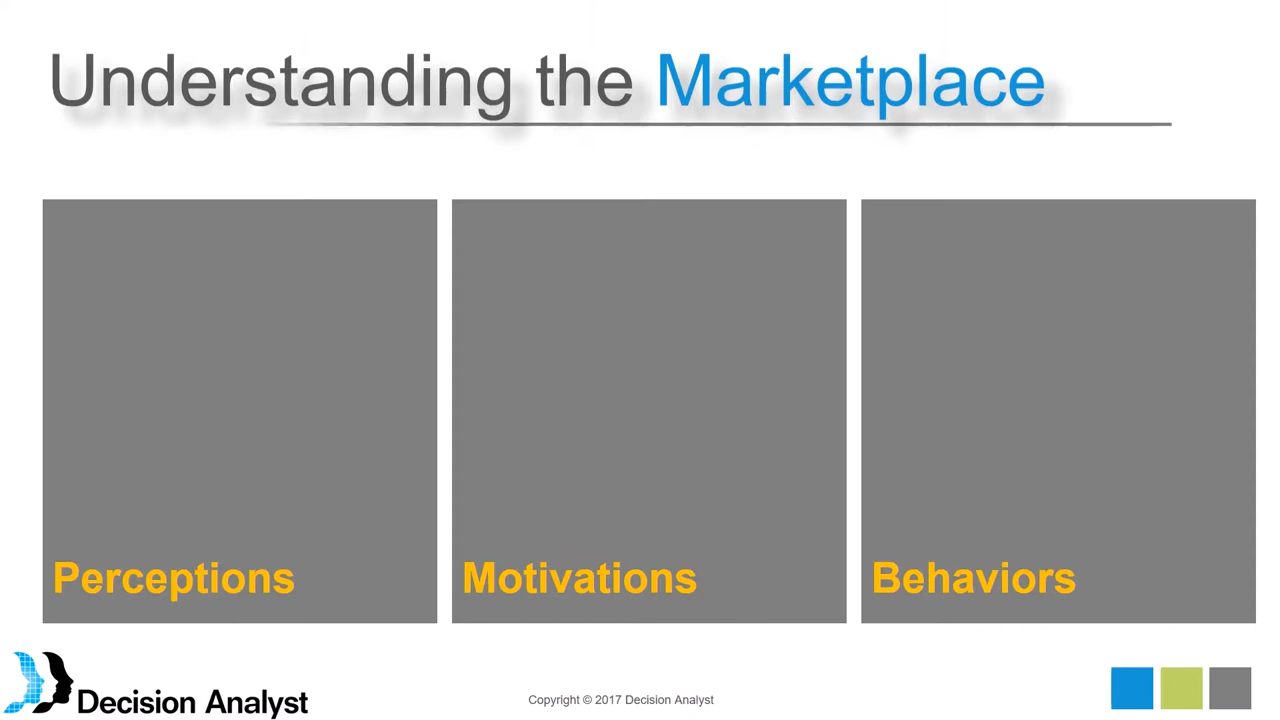 Understanding the Marketplace
Perceptions
Motivations
Behaviors
Decision Analyst
Copyright © 2017 Decision Analyst